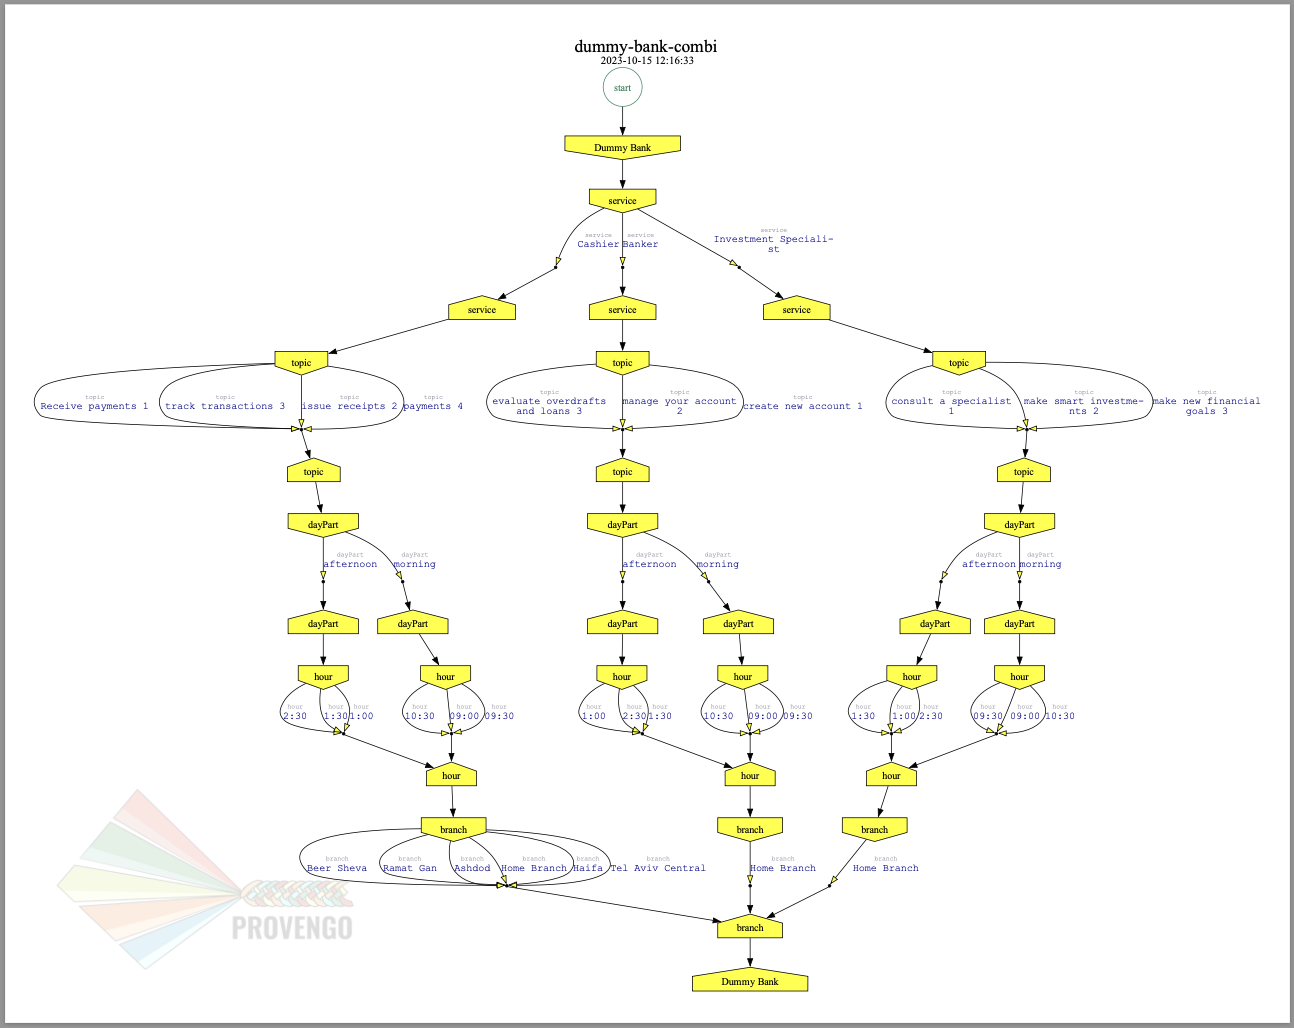 dummy-bank-combi
2023-10-15 12:16:33
start
Dummy Bank
service
service service
Cashier Banker
service
Investment Speciali-
st
service service service
topic topic topic
topic topic topic topic
Receive payments 1 track transactions 3 issue receipts 2 payments 4
topic topic topic
evaluate overdrafts manage your account create new account 1
and loans 3 2
topic topic topic
consult a specialist make smart investme- make new financial
1 nts 2 goals 3
topic topic topic
dayPart dayPart dayPart
dayPart dayPart dayPart dayPart dayPart dayPart
afternoon morning afternoon morning afternoon morning
dayPart dayPart dayPart dayPart dayPart dayPart
hour hour hour hour hour hour
hour hour hour hour hour hour hour hour hour hour hour hour hour hour hour hour hour hour
2:30 1:30 1:00 10:30 09:00 09:30 1:00 2:30 1:30 10:30 09:00 09:30 1:30 1:00 2:30 09:30 09:00 10:30
hour hour hour
branch branch branch
branch branch branch branch branch branch branch branch
Beer Sheva Ramat Gan Ashdod Home Branch Haifa Tel Aviv Central Home Branch Home Branch
PROVENGO
branch
Dummy Bank